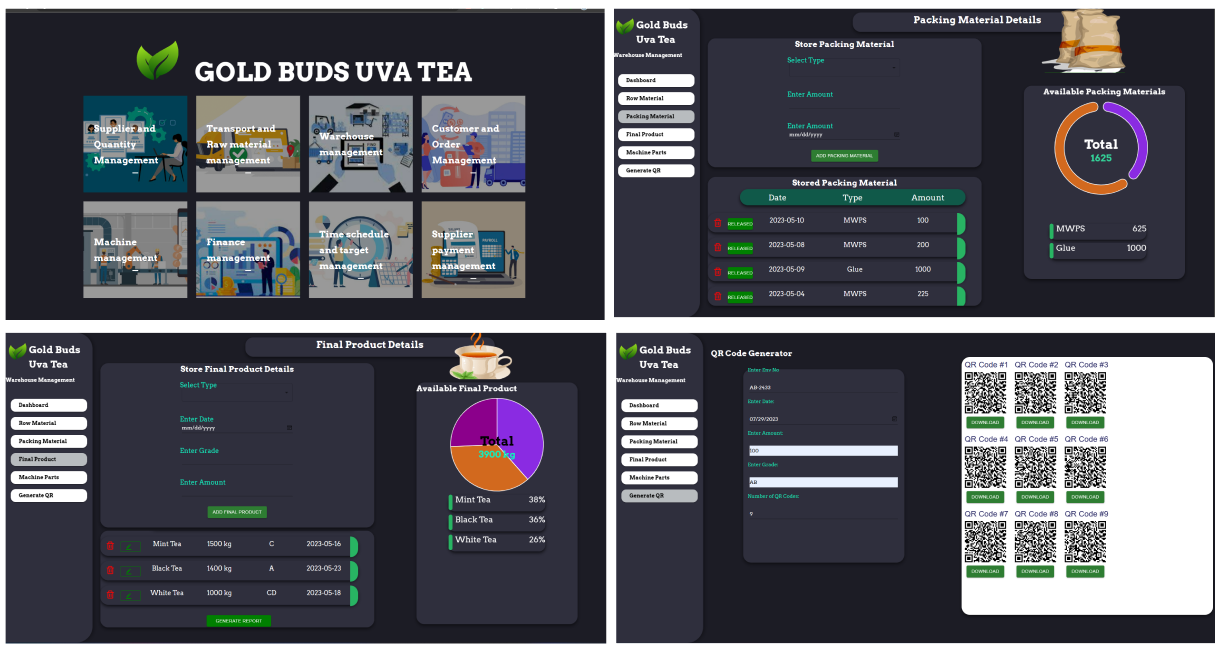 GOLD BUDS UVA TEA
Supplier and
Quantity
Management
Transport and
Raw material
management
Warehouse
management
Customer and
Order
Management
Machine
management
Finance
management
Time schedule
and target
management
Supplier
payment
management
Gold Buds
Uva Tea
Warehouse Management
Dashboard
Row Material
Packing Material
Final Product
Machine Parts
Generate QR
Packing Material Details
Store Packing Material
Select Type
Enter Amount
Enter Amount
mm/dd/yyyy
ADD PACKING MATERIAL
Stored Packing Material
Date Type Amount
RELEASED 2023-05-10 MWPS 100
RELEASED 2023-05-08 MWPS 200
RELEASED 2023-05-09 Glue 1000
RELEASED 2023-05-04 MWPS 225
Available Packing Materials
Total
1625
MWPS 625
Glue 1000
Gold Buds
Uva Tea
Warehouse Management
Dashboard
Row Material
Packing Material
Final Product
Machine Parts
Generate QR
Final Product Details
Store Final Product Details
Select Type
Enter Date
mm/dd/yyyy
Enter Grade
Enter Amount
ADD FINAL PRODUCT
Mint Tea 1500 kg C 2023-05-16
Black Tea 1400 kg A 2023-05-23
White Tea 1000 kg CD 2023-05-18
GENERATE REPORT
Available Final Product
Total
3900 kg
Mint Tea 38%
Black Tea 36%
White Tea 26%
Gold Buds
Uva Tea
Warehouse Management
Dashboard
Row Material
Packing Material
Final Product
Machine Parts
Generate QR
QR Code Generator
Enter Bav No:
AB-2432
Enter Date:
07/29/2023
Enter Amount:
100
Enter Grade:
AB
Number of QR Codes:
9
QR Code #1 QR Code #2 QR Code #3
DOWNLOAD DOWNLOAD DOWNLOAD
QR Code #4 QR Code #5 QR Code #6
DOWNLOAD DOWNLOAD DOWNLOAD
QR Code #7 QR Code #8 QR Code #9
DOWNLOAD DOWNLOAD DOWNLOAD